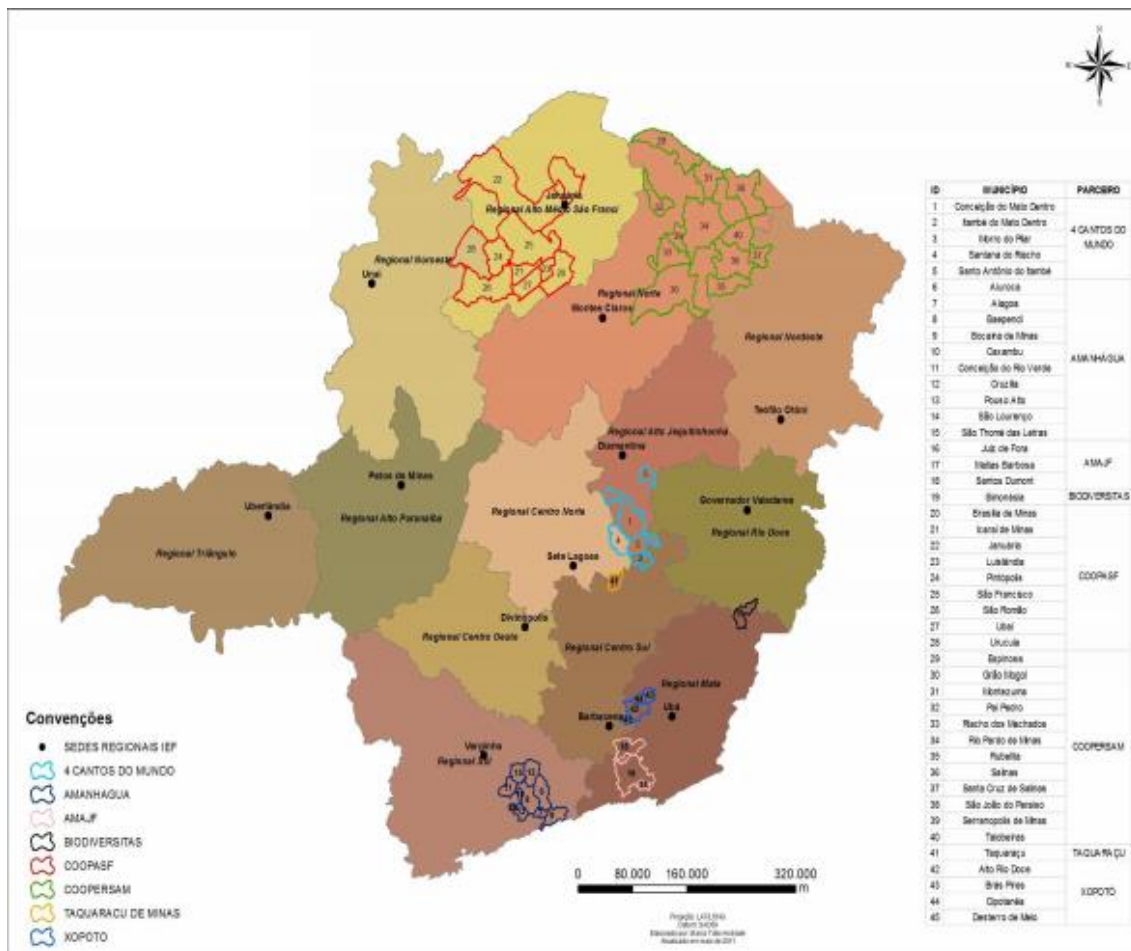 N
ID MUNICÍPIO PARCEIRO
1 Conceição do Mato Dentro
2 Itambé do Mato Dentro
3 Morro do Pilar
4 Santana do Riacho
5 Santo Antônio do Itambé
4 CANTOS DO MUNDO
6 Aiuruoca
7 Alagoa
8 Baependi
9 Bocaina de Minas
10 Caxambu
11 Conceição do Rio Verde
12 Cruzília
13 Pouso Alto
14 São Lourenço
15 São Thomé das Letras
AMANHÁGUA
16 Juiz de Fora
17 Matias Barbosa
18 Santos Dumont
AMAJF
19 Simonésia
BIODIVERSITAS
20 Brasília de Minas
21 Icaraí de Minas
22 Januária
23 Luislândia
24 Pintópolis
25 São Francisco
26 São Romão
27 Ubaí
28 Urucuia
COOPASF
29 Espinosa
30 Grão Mogol
31 Montezuma
32 Pai Pedro
33 Riacho dos Machados
34 Rio Pardo de Minas
35 Rubelita
36 Salinas
37 Santa Cruz de Salinas
38 São João do Paraíso
39 Serranópolis de Minas
40 Taiobeiras
COOPERSAM
41 Taquaraçu
TAQUARAÇU
42 Alto Rio Doce
43 Brás Pires
44 Cipotânea
45 Desterro de Melo
XOPOTÓ
Januária
Regional Alto Médio São Franci
Regional Noroeste
Unaí
Regional Norte
Montes Claros
Regional Nordeste
Teófilo Otoni
Regional Alto Jequitinhonha
Diamantina
Patos de Minas
Regional Alto Paranaíba
Uberlândia
Regional Triângulo
Regional Centro Norte
Sete Lagoas
Governador Valadares
Regional Rio Doce
Divinópolis
Regional Centro Oeste
Regional Centro Sul
Regional Mata
Barbacena
Ubá
Varginha
Regional Sul
Convenções
SEDES REGIONAIS IEF
4 CANTOS DO MUNDO
AMANHAGUA
AMAJF
BIODIVERSITAS
COOPASF
COOPERSAM
TAQUARACU DE MINAS
XOPOTO
0 80.000 160.000 320.000
m